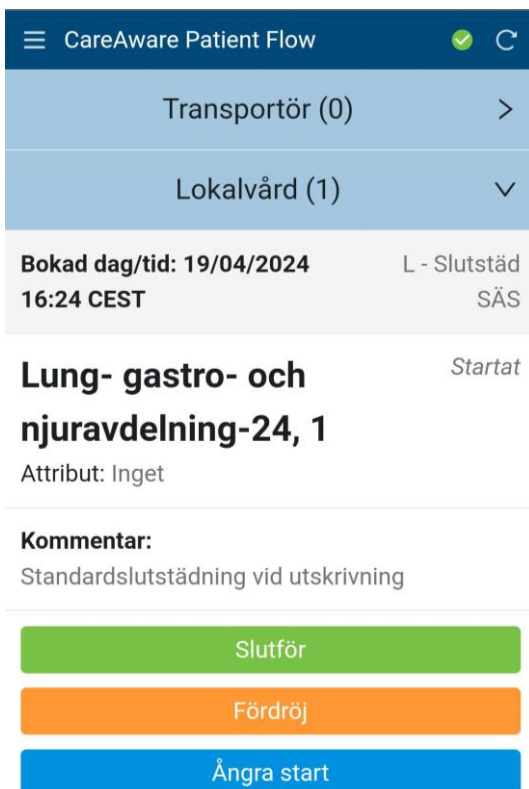 CareAware Patient Flow
Transportör (0)
Lokalvård (1)
Bokad dag/tid: 19/04/2024 L - Slutstäd
16:24 CEST SÄS
Lung- gastro- och Startat
njuravdelning-24, 1
Attribut: Inget
Kommentar:
Standardslutstädning vid utskrivning
Slutför
Fördröj
Ångra start